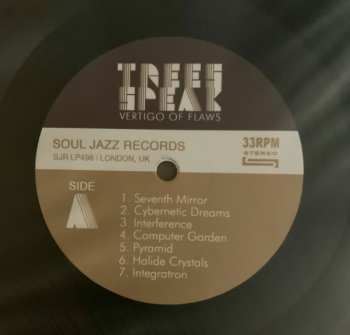 TREES
SPEAK
VERTIGO OF FLAWS
SOUL JAZZ RECORDS
SJR LP498 / LONDON, UK
33RPM
STEREO
SIDE
A
1. Seventh Mirror
2. Cybernetic Dreams
3. Interference
4. Computer Garden
5. Pyramid
6. Halide Crystals
7. Integratron